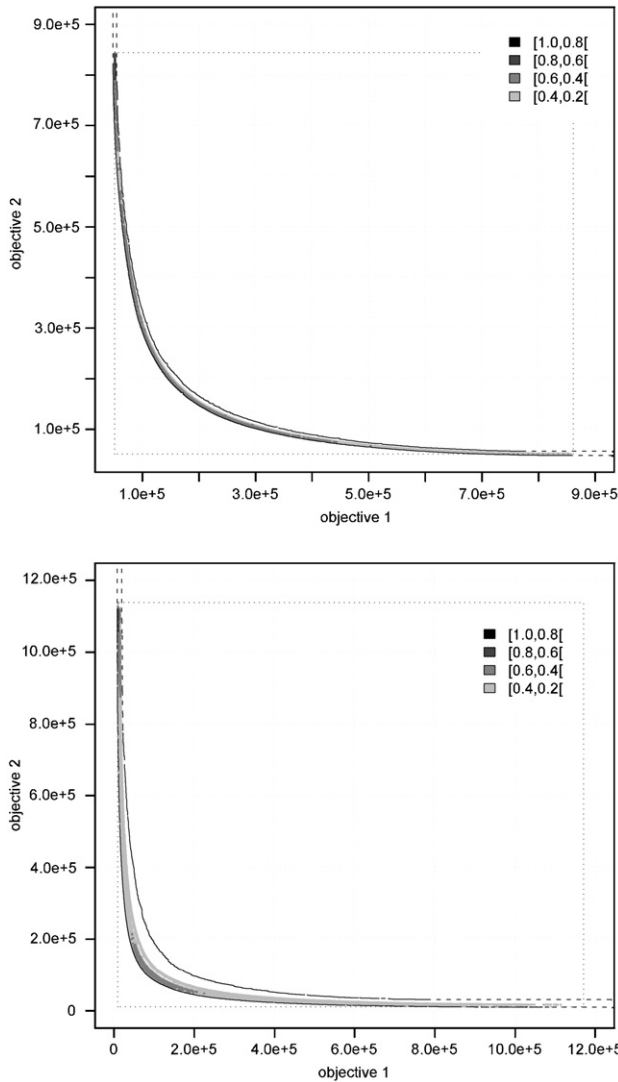 9.0e+5
7.0e+5
5.0e+5
3.0e+5
1.0e+5
objective 2
[1.0,0.8[
[0.8,0.6[
[0.6,0.4[
[0.4,0.2[
1.0e+5 3.0e+5 5.0e+5 7.0e+5 9.0e+5
objective 1
12.0e+5
10.0e+5
8.0e+5
6.0e+5
4.0e+5
2.0e+5
0
objective 2
[1.0,0.8[
[0.8,0.6[
[0.6,0.4[
[0.4,0.2[
0 2.0e+5 4.0e+5 6.0e+5 8.0e+5 10.0e+5 12.0e+5
objective 1